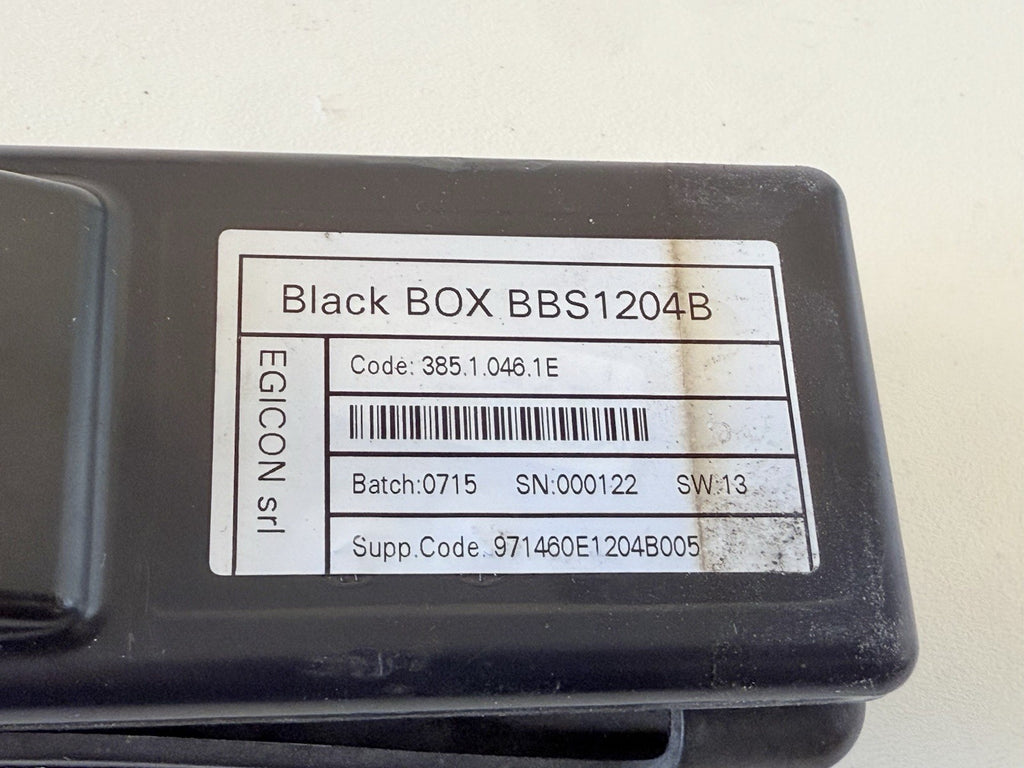 Black BOX BBS1204B
EGICON srl
Code: 385.1.046.1E
Batch:0715 SN:000122 SW:13
Supp.Code. 971460E1204B005